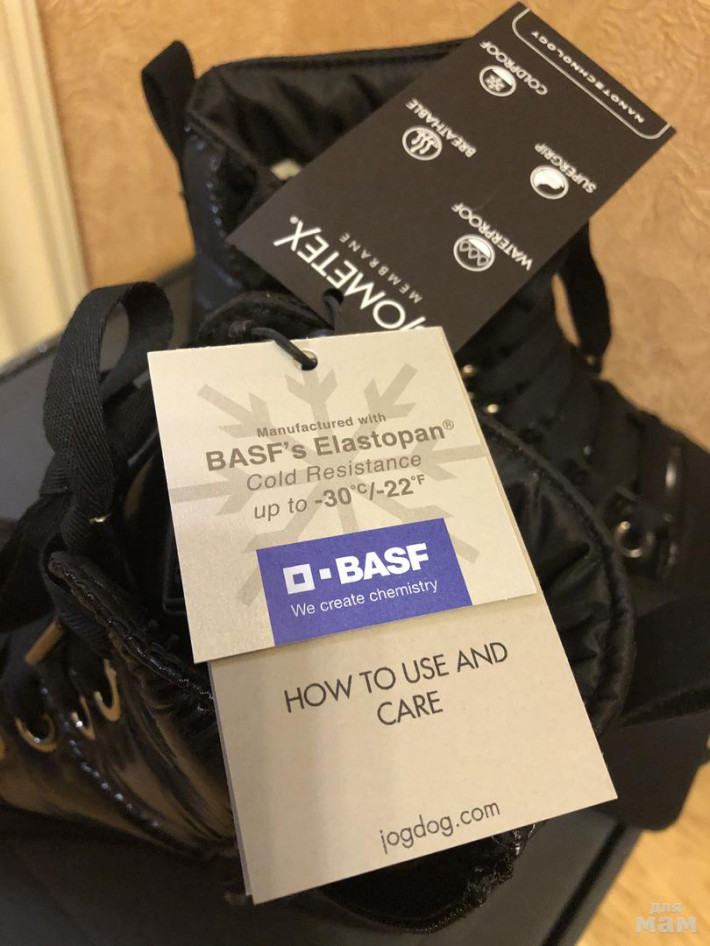 NANOTECHNOLOGY
COLDPROOF
BREATHABLE
SUPERGRIP
WATERPROOF
JOMETEX®
MEMBRANE
Manufactured with
BASF's Elastopan®
Cold Resistance
up to -30°C/-22°F
BASF
We create chemistry
HOW TO USE AND
CARE
jogdog.com
для
мам